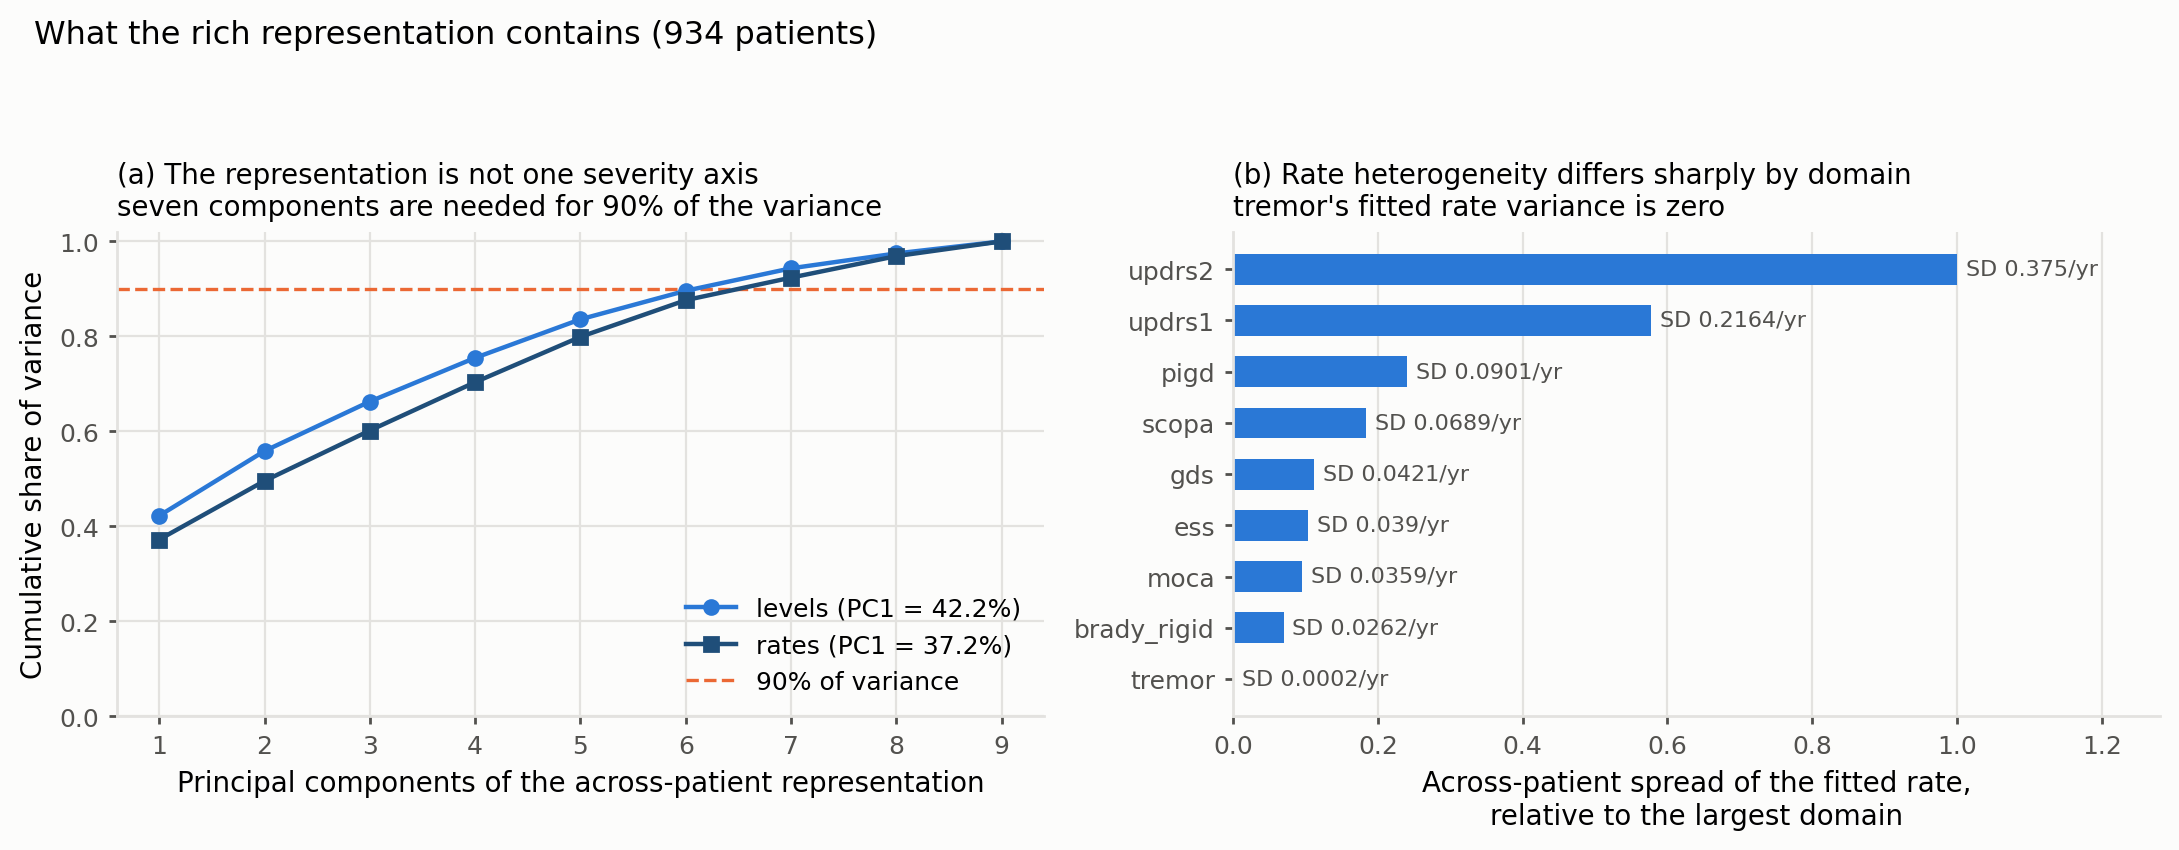 What the rich representation contains (934 patients)
(a) The representation is not one severity axis
seven components are needed for 90% of the variance
Cumulative share of variance
1.0
0.8
0.6
0.4
0.2
0.0
levels (PC1 = 42.2%)
rates (PC1 = 37.2%)
90% of variance
1 2 3 4 5 6 7 8 9
Principal components of the across-patient representation
(b) Rate heterogeneity differs sharply by domain
tremor's fitted rate variance is zero
updrs2 SD 0.375/yr
updrs1 SD 0.2164/yr
pigd SD 0.0901/yr
scopa SD 0.0689/yr
gds SD 0.0421/yr
ess SD 0.039/yr
moca SD 0.0359/yr
brady_rigid SD 0.0262/yr
tremor SD 0.0002/yr
0.0 0.2 0.4 0.6 0.8 1.0 1.2
Across-patient spread of the fitted rate,
relative to the largest domain